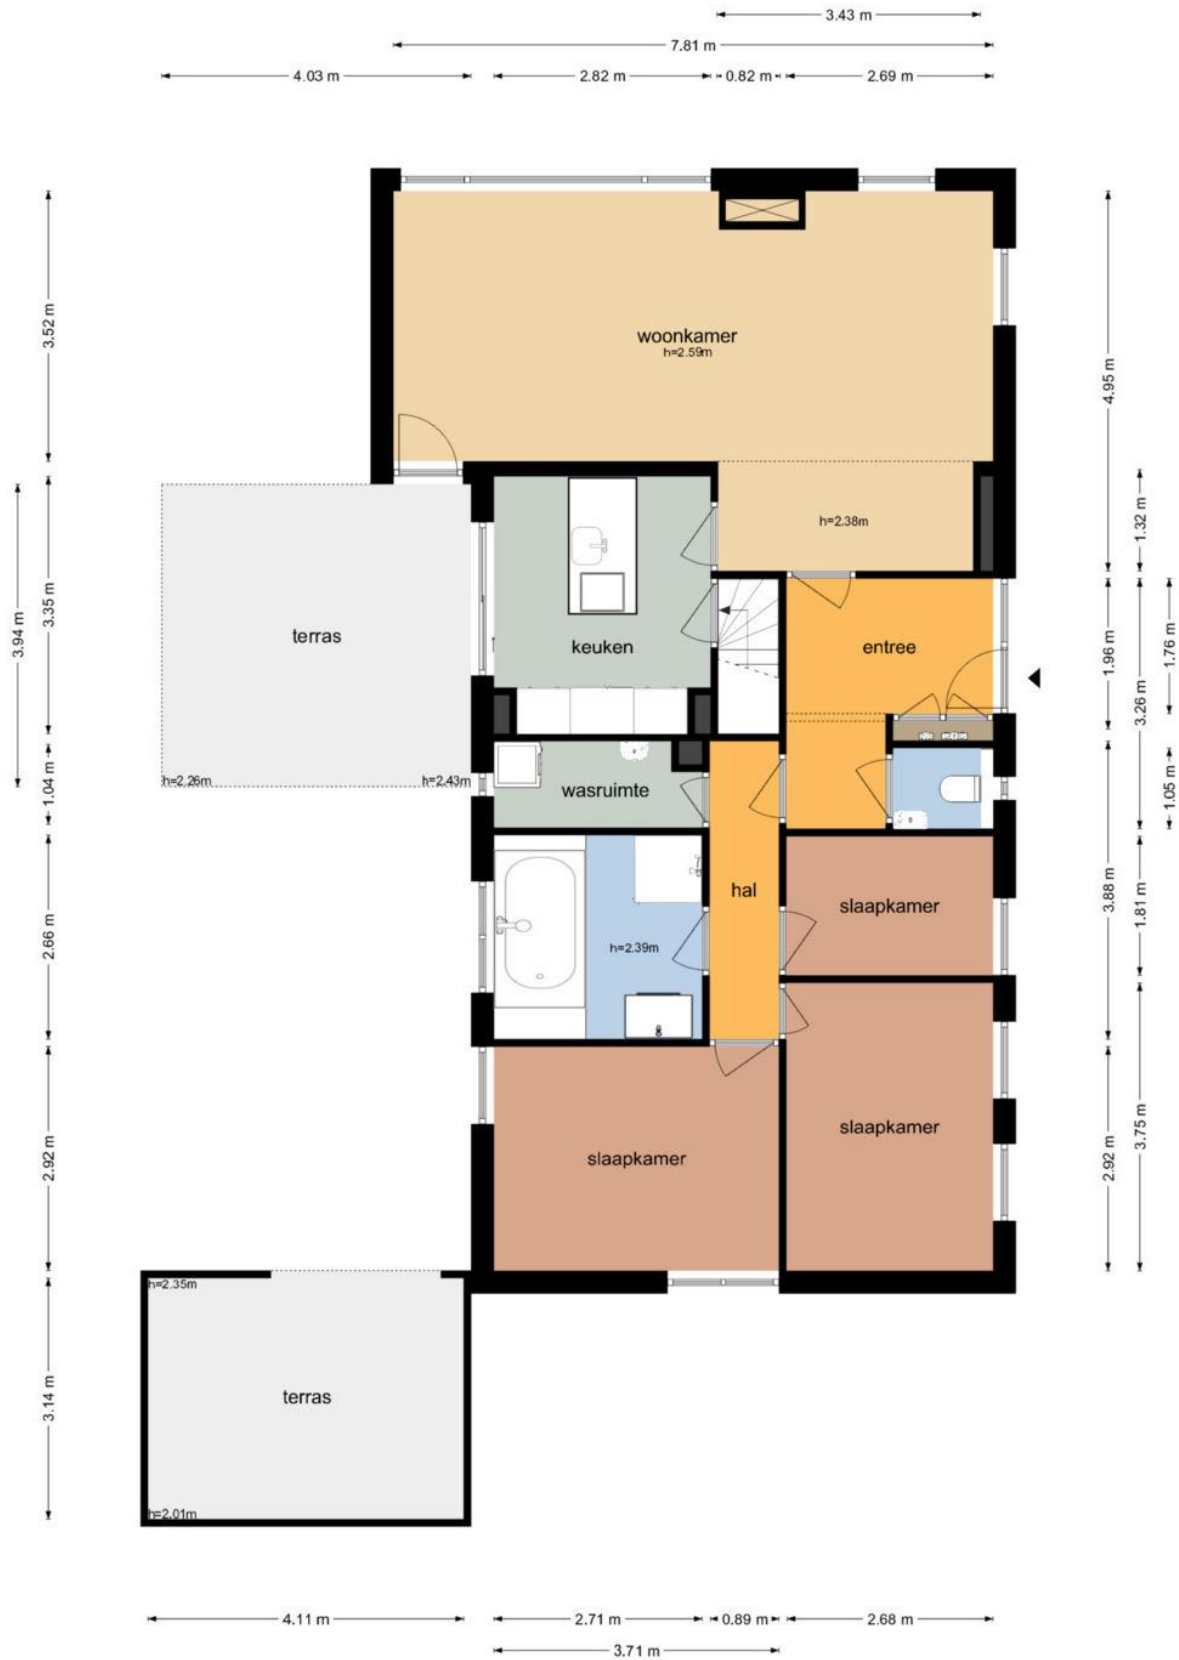 3.43 m
7.81 m
4.03 m
2.82 m
0.82 m
2.69 m
3.52 m
woonkamer
h=2.59m
4.95 m
h=2.38m
1.32 m
3.94 m
3.35 m
terras
keuken
entree
1.96 m
3.26 m
1.76 m
h=2.26m
h=2.43m
1.04 m
wasruimte
1.05 m
hal
slaapkamer
3.88 m
1.81 m
2.66 m
h=2.39m
2.92 m
slaapkamer
slaapkamer
2.92 m
3.75 m
h=2.35m
3.14 m
terras
h=2.01m
4.11 m
2.71 m
0.89 m
2.68 m
3.71 m